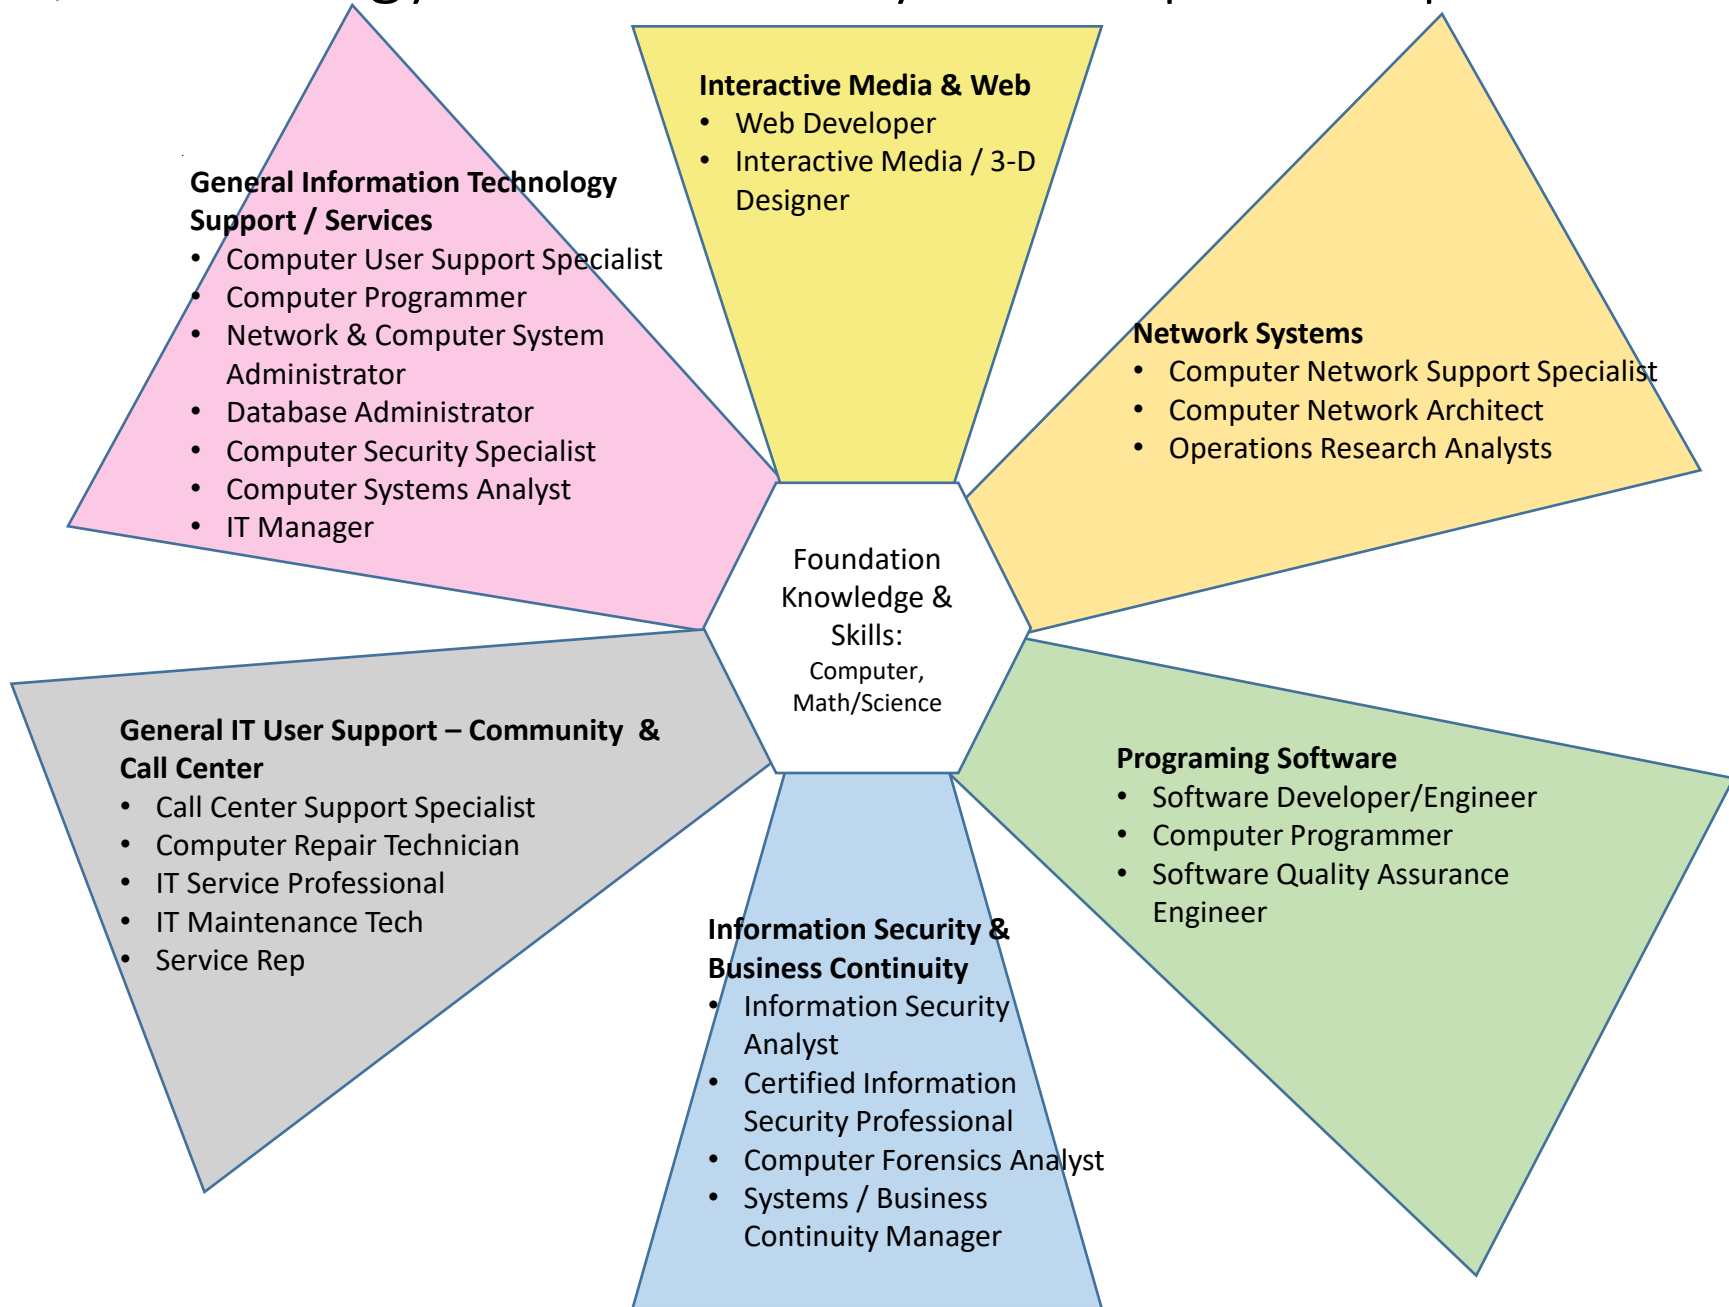 Interactive Media & Web
• Web Developer
• Interactive Media / 3-D
Designer
General Information Technology
Support / Services
• Computer User Support Specialist
• Computer Programmer
• Network & Computer System
Administrator
• Database Administrator
• Computer Security Specialist
• Computer Systems Analyst
• IT Manager
Network Systems
• Computer Network Support Specialist
• Computer Network Architect
• Operations Research Analysts
Foundation
Knowledge &
Skills:
Computer,
Math/Science
General IT User Support – Community &
Call Center
• Call Center Support Specialist
• Computer Repair Technician
• IT Service Professional
• IT Maintenance Tech
• Service Rep
Programing Software
• Software Developer/Engineer
• Computer Programmer
• Software Quality Assurance
Engineer
Information Security &
Business Continuity
• Information Security
Analyst
• Certified Information
Security Professional
• Computer Forensics Analyst
• Systems / Business
Continuity Manager